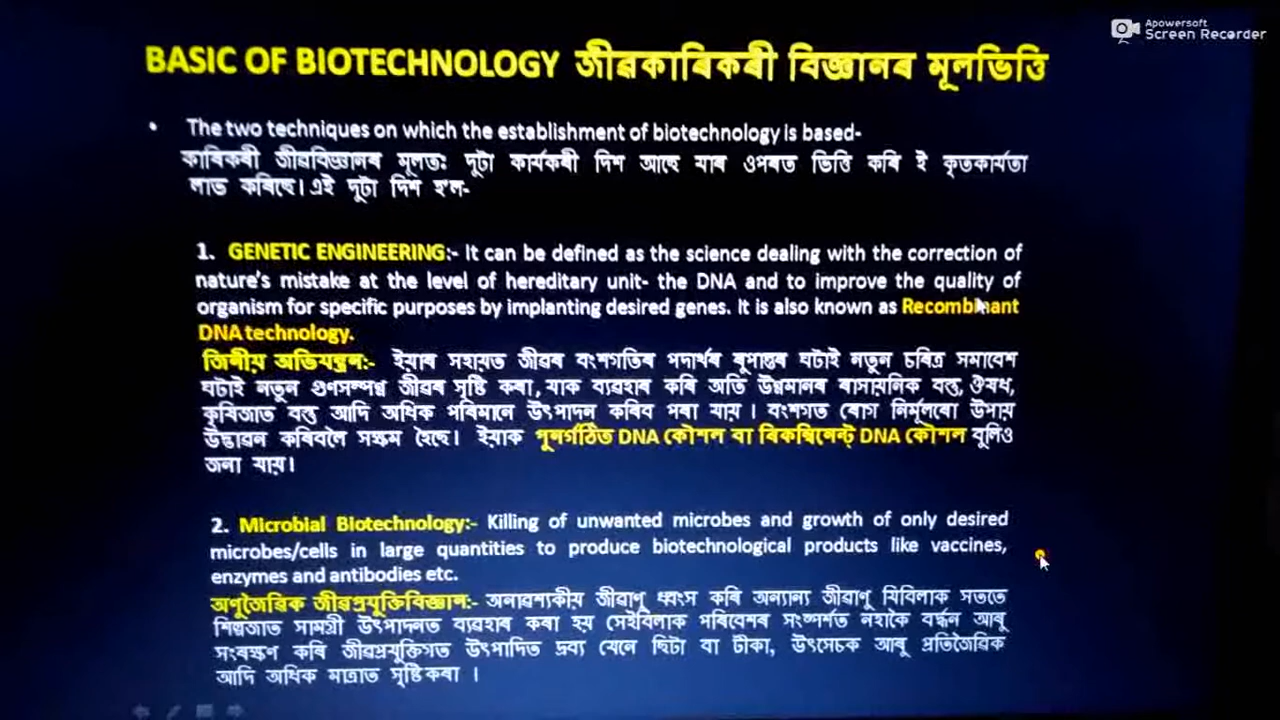 Apowersoft
Screen Recorder
BASIC OF BIOTECHNOLOGY জীৱকাৰিকৰী বিজ্ঞানৰ মূলভিত্তি
• The two techniques on which the establishment of biotechnology is based-
কাৰিকৰী জীৱবিজ্ঞানৰ মূলতঃ দুটা কাৰ্যকৰী দিশ আছে যাৰ ওপৰত ভিত্তি কৰি ই কৃতকাৰ্যতা
লাভ কৰিছে। এই দুটা দিশ হ'ল-
1. GENETIC ENGINEERING:- It can be defined as the science dealing with the correction of
nature's mistake at the level of hereditary unit- the DNA and to improve the quality of
organism for specific purposes by implanting desired genes. It is also known as Recombinant
DNA technology.
জিনীয় অভিযন্ত্ৰন:- ইয়াৰ সহায়ত জীৱৰ বংশগতিৰ পদাৰ্থৰ ৰুপান্তৰ ঘটাই নতুন চৰিত্ৰ সমাবেশ
ঘটাই নতুন গুণসম্পন্ন জীৱৰ সৃষ্টি কৰা, যাক ব্যৱহাৰ কৰি অতি উন্নমানৰ ৰাসায়নিক বস্তু, ঔষধ,
কৃষিজাত বস্তু আদি অধিক পৰিমানে উৎপাদন কৰিব পৰা যায় । বংশগত ৰোগ নিৰ্মূলৰো উপায়
উদ্ভাৱন কৰিবলৈ সক্ষম হৈছে। ইয়াক পুনৰ্গঠিত DNA কৌশল বা ৰিকম্বিনেন্ট্ DNA কৌশল বুলিও
জনা যায়।
2. Microbial Biotechnology:- Killing of unwanted microbes and growth of only desired
microbes/cells in large quantities to produce biotechnological products like vaccines,
enzymes and antibodies etc.
অণুজৈৱিক জীৱপ্ৰযুক্তিবিজ্ঞান:- অনাৱশ্যকীয় জীৱাণু ধ্বংস কৰি অন্যান্য জীৱাণু যিবিলাক সততে
শিল্পজাত সামগ্ৰী উৎপাদনত ব্যৱহাৰ কৰা হয় সেইবিলাক পৰিবেশৰ সংস্পৰ্শত নহাকৈ বৰ্দ্ধন আৰু
সংৰক্ষণ কৰি জীৱপ্ৰযুক্তিগত উৎপাদিত দ্ৰব্য যেনে ছিটা বা টীকা, উৎসেচক আৰু প্ৰতিজৈৱিক
আদি অধিক মাত্ৰাত সৃষ্টি কৰা ।